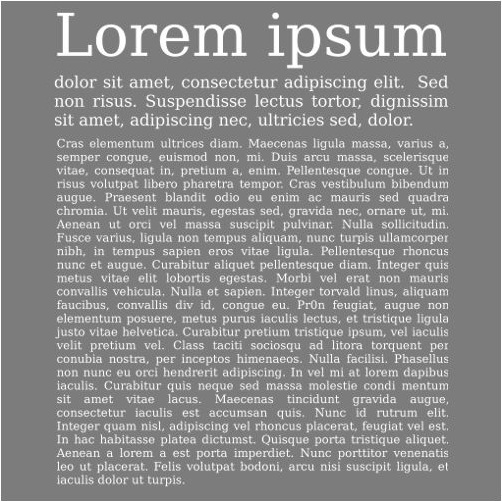 Lorem ipsum
dolor sit amet, consectetur adipiscing elit. Sed
non risus. Suspendisse lectus tortor, dignissim
sit amet, adipiscing nec, ultricies sed, dolor.
Cras elementum ultrices diam. Maecenas ligula massa, varius a,
semper congue, euismod non, mi. Duis arcu massa, scelerisque
vitae, consequat in, pretium a, enim. Pellentesque congue. Ut in
risus volutpat libero pharetra tempor. Cras vestibulum bibendum
augue. Praesent blandit odio eu enim ac mauris sed quadra
chromia. Ut velit mauris, egestas sed, gravida nec, ornare ut, mi.
Aenean ut orci vel massa suscipit pulvinar. Nulla sollicitudin.
Fusce varius, ligula non tempus aliquam, nunc turpis ullamcorper
nibh, in tempus sapien eros vitae ligula. Pellentesque rhoncus
nunc et augue. Curabitur aliquet pellentesque diam. Integer quis
metus vitae elit lobortis egestas. Morbi vel erat non mauris
convallis vehicula. Nulla et sapien. Integer torvald linus, aliquam
faucibus, convallis div id, congue eu. Pr0n feugiat, augue non
elementum posuere, metus purus iaculis lectus, et tristique ligula
justo vitae helvetica. Curabitur pretium tristique ipsum, vel iaculis
velit pretium vel. Class taciti sociosqu ad litora torquent per
conubia nostra, per inceptos himenaeos. Nulla facilisi. Phasellus
non nunc eu orci hendrerit adipiscing. In vel mi at lorem dapibus
iaculis. Curabitur quis neque sed massa molestie condi mentum
sit amet vitae lacus. Maecenas tincidunt gravida augue,
consectetur iaculis est accumsan quis. Nunc id rutrum elit.
Integer quam nisl, adipiscing vel rhoncus placerat, feugiat vel est.
In hac habitasse platea dictumst. Quisque porta tristique aliquet.
Aenean a lorem a est porta imperdiet. Nunc porttitor venenatis
leo ut placerat. Felis volutpat bodoni, arcu nisi suscipit ligula, et
iaculis dolor ut turpis.